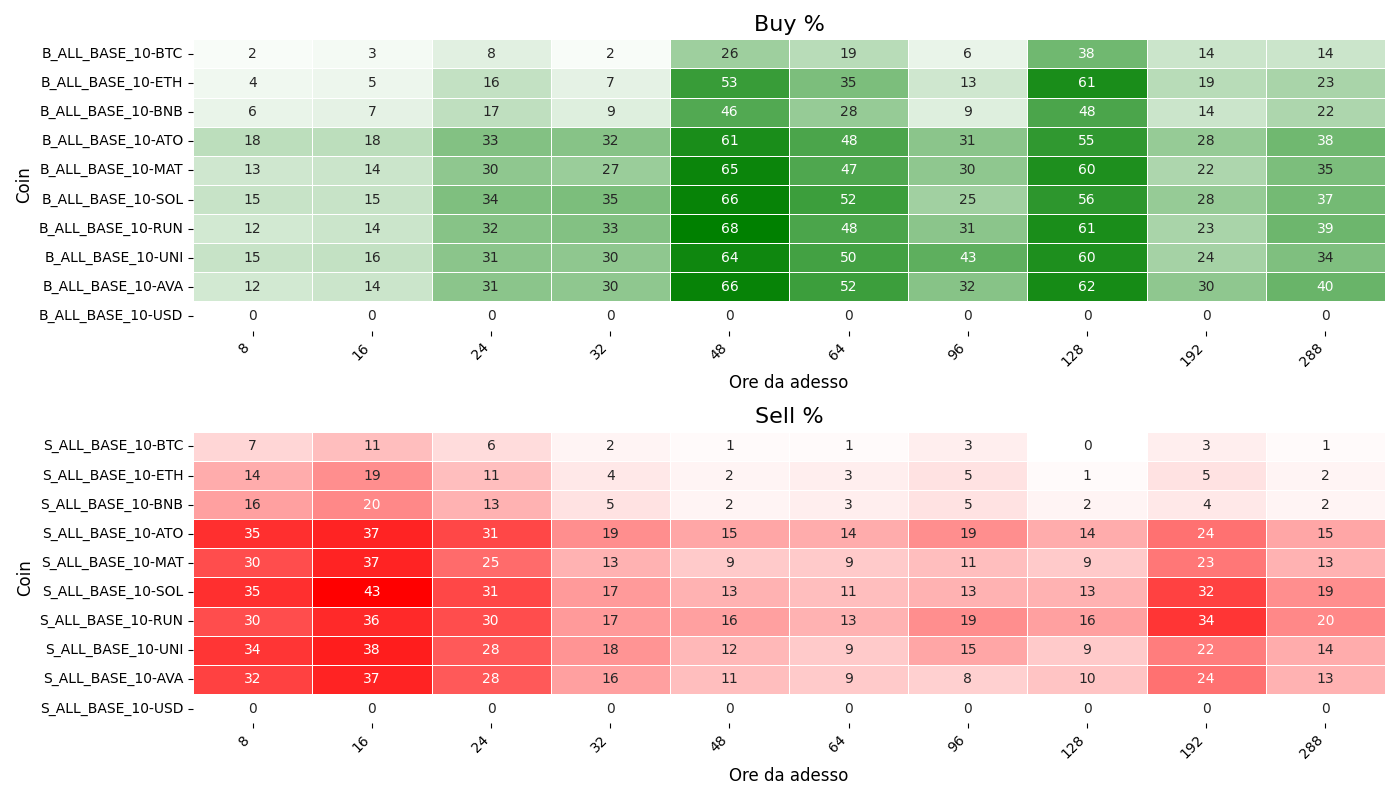 Buy %
B_ALL_BASE_10-BTC 2 3 8 2 26 19 6 38 14 14
B_ALL_BASE_10-ETH 4 5 16 7 53 35 13 61 19 23
B_ALL_BASE_10-BNB 6 7 17 9 46 28 9 48 14 22
B_ALL_BASE_10-ATO 18 18 33 32 61 48 31 55 28 38
B_ALL_BASE_10-MAT 13 14 30 27 65 47 30 60 22 35
Coin
B_ALL_BASE_10-SOL 15 15 34 35 66 52 25 56 28 37
B_ALL_BASE_10-RUN 12 14 32 33 68 48 31 61 23 39
B_ALL_BASE_10-UNI 15 16 31 30 64 50 43 60 24 34
B_ALL_BASE_10-AVA 12 14 31 30 66 52 32 62 30 40
B_ALL_BASE_10-USD 0 0 0 0 0 0 0 0 0 0
8 16 24 32 48 64 96 128 192 288
Ore da adesso
Sell %
S_ALL_BASE_10-BTC 7 11 6 2 1 1 3 0 3 1
S_ALL_BASE_10-ETH 14 19 11 4 2 3 5 1 5 2
S_ALL_BASE_10-BNB 16 20 13 5 2 3 5 2 4 2
S_ALL_BASE_10-ATO 35 37 31 19 15 14 19 14 24 15
S_ALL_BASE_10-MAT 30 37 25 13 9 9 11 9 23 13
Coin
S_ALL_BASE_10-SOL 35 43 31 17 13 11 13 13 32 19
S_ALL_BASE_10-RUN 30 36 30 17 16 13 19 16 34 20
S_ALL_BASE_10-UNI 34 38 28 18 12 9 15 9 22 14
S_ALL_BASE_10-AVA 32 37 28 16 11 9 8 10 24 13
S_ALL_BASE_10-USD 0 0 0 0 0 0 0 0 0 0
8 16 24 32 48 64 96 128 192 288
Ore da adesso